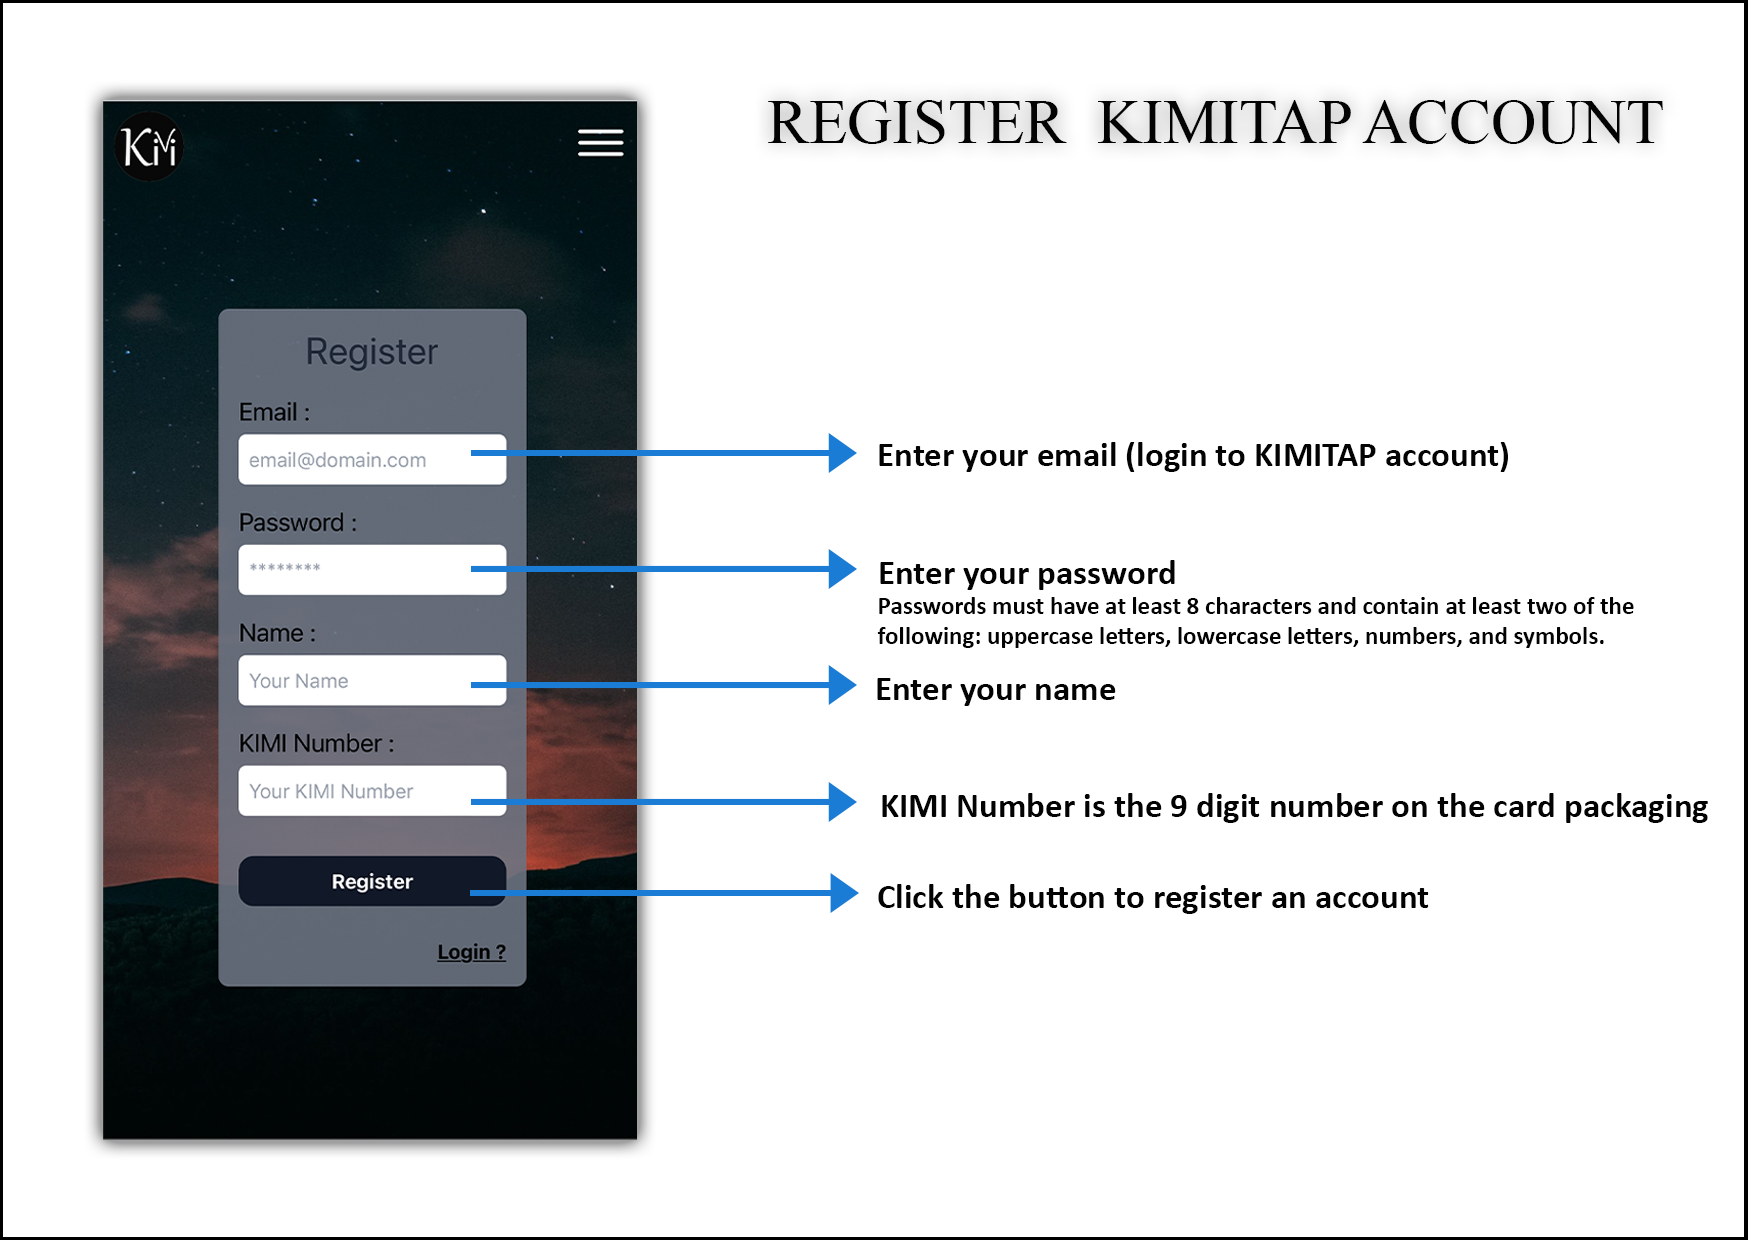 KiMi
REGISTER KIMITAP ACCOUNT
Register
Email :
email@domain.com
Enter your email (login to KIMITAP account)
Password :
********
Enter your password
Passwords must have at least 8 characters and contain at least two of the
following: uppercase letters, lowercase letters, numbers, and symbols.
Name :
Your Name
Enter your name
KIMI Number :
Your KIMI Number
KIMI Number is the 9 digit number on the card packaging
Register
Click the button to register an account
Login ?